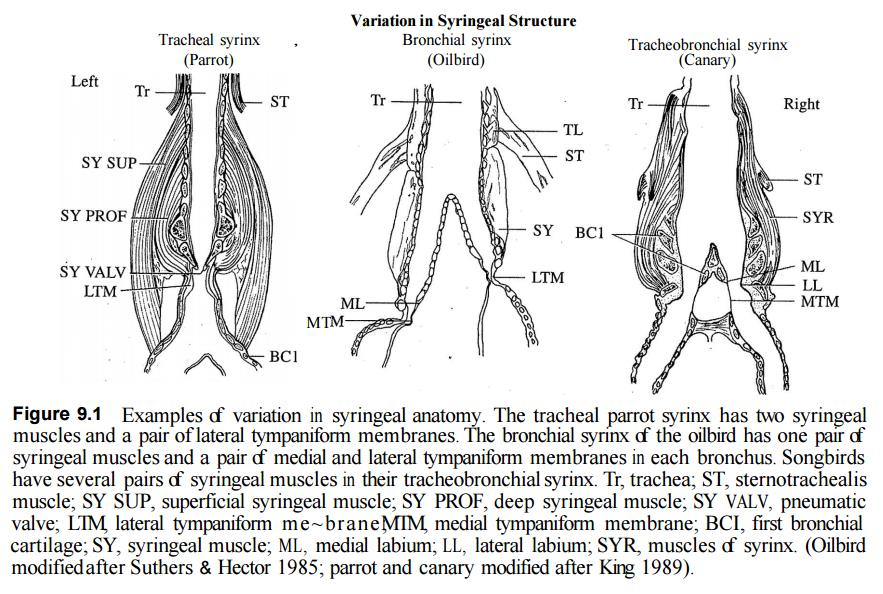 Variation in Syringeal Structure
Tracheal syrinx
(Parrot)
Bronchial syrinx
(Oilbird)
Tracheobronchial syrinx
(Canary)
Left
Tr
ST
SY SUP
SY PROF
SY VALV
LTM
BC1
Tr
TL
ST
SY
LTM
ML
MTM
Tr
Right
ST
SYR
BC1
ML
LL
MTM
Figure 9.1 Examples of variation in syringeal anatomy. The tracheal parrot syrinx has two syringeal
muscles and a pair of lateral tympaniform membranes. The bronchial syrinx of the oilbird has one pair of
syringeal muscles and a pair of medial and lateral tympaniform membranes in each bronchus. Songbirds
have several pairs of syringeal muscles in their tracheobronchial syrinx. Tr, trachea; ST, sternotrachealis
muscle; SY SUP, superficial syringeal muscle; SY PROF, deep syringeal muscle; SY VALV, pneumatic
valve; LTM, lateral tympaniform me~brane;MTM, medial tympaniform membrane; BCI, first bronchial
cartilage; SY, syringeal muscle; ML, medial labium; LL, lateral labium; SYR, muscles of syrinx. (Oilbird
modified after Suthers & Hector 1985; parrot and canary modified after King 1989).